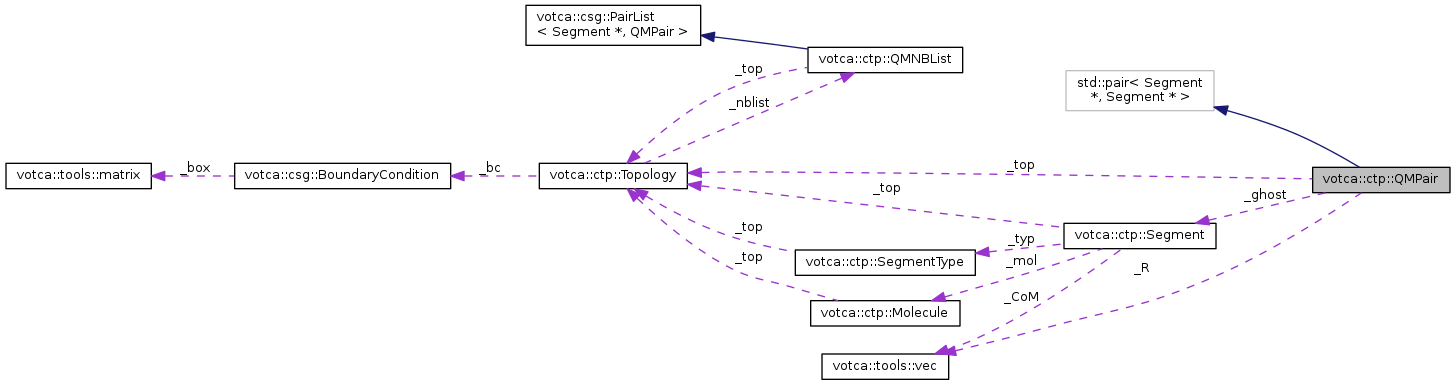 votca::csg::PairList
< Segment *, QMPair >
votca::ctp::QMNBList
_top
_nblist
std::pair< Segment
*, Segment * >
votca::tools::matrix
_box
votca::csg::BoundaryCondition
_bc
votca::ctp::Topology
_top
votca::ctp::QMPair
_top
_ghost
_top
votca::ctp::Segment
_typ
votca::ctp::SegmentType
_top
_mol
_R
_CoM
votca::ctp::Molecule
votca::tools::vec